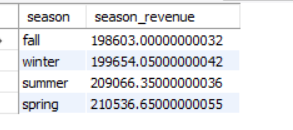 season season_revenue
fall 198603.00000000032
winter 199654.05000000042
summer 209066.35000000036
spring 210536.65000000055